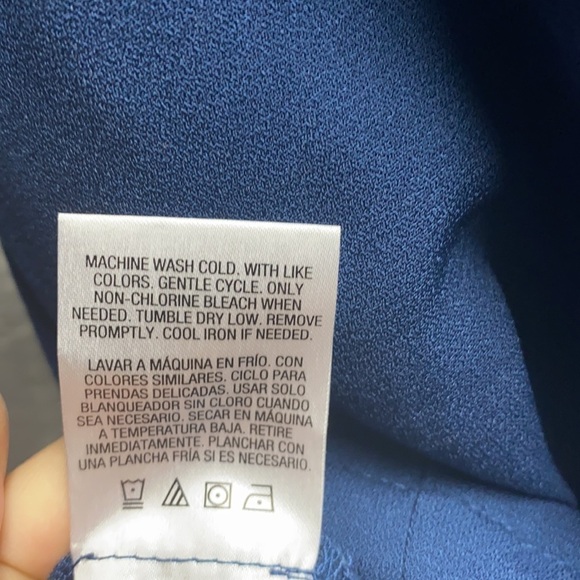 MACHINE WASH COLD. WITH LIKE
COLORS. GENTLE CYCLE. ONLY
NON-CHLORINE BLEACH WHEN
NEEDED. TUMBLE DRY LOW. REMOVE
PROMPTLY. COOL IRON IF NEEDED.
LAVAR A MÁQUINA EN FRÍO. CON
COLORES SIMILARES. CICLO PARA
PRENDAS DELICADAS. USAR SOLO
BLANQUEADOR SIN CLORO CUANDO
SEA NECESARIO. SECAR EN MÁQUINA
A TEMPERATURA BAJA. RETIRE
INMEDIATAMENTE. PLANCHAR CON
UNA PLANCHA FRÍA SI ES NECESARIO.